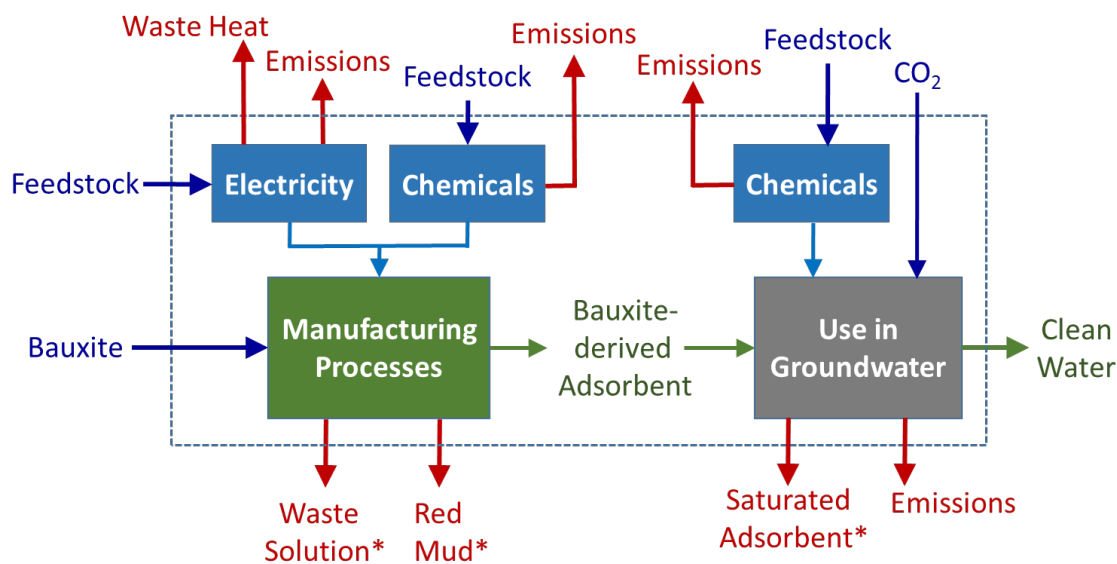 Waste Heat
Emissions
Feedstock
Emissions
Emissions
Feedstock
CO₂
Feedstock
Electricity
Chemicals
Chemicals
Bauxite
Manufacturing
Processes
Bauxite-
derived
Adsorbent
Use in
Groundwater
Clean
Water
Waste
Solution*
Red
Mud*
Saturated
Adsorbent*
Emissions